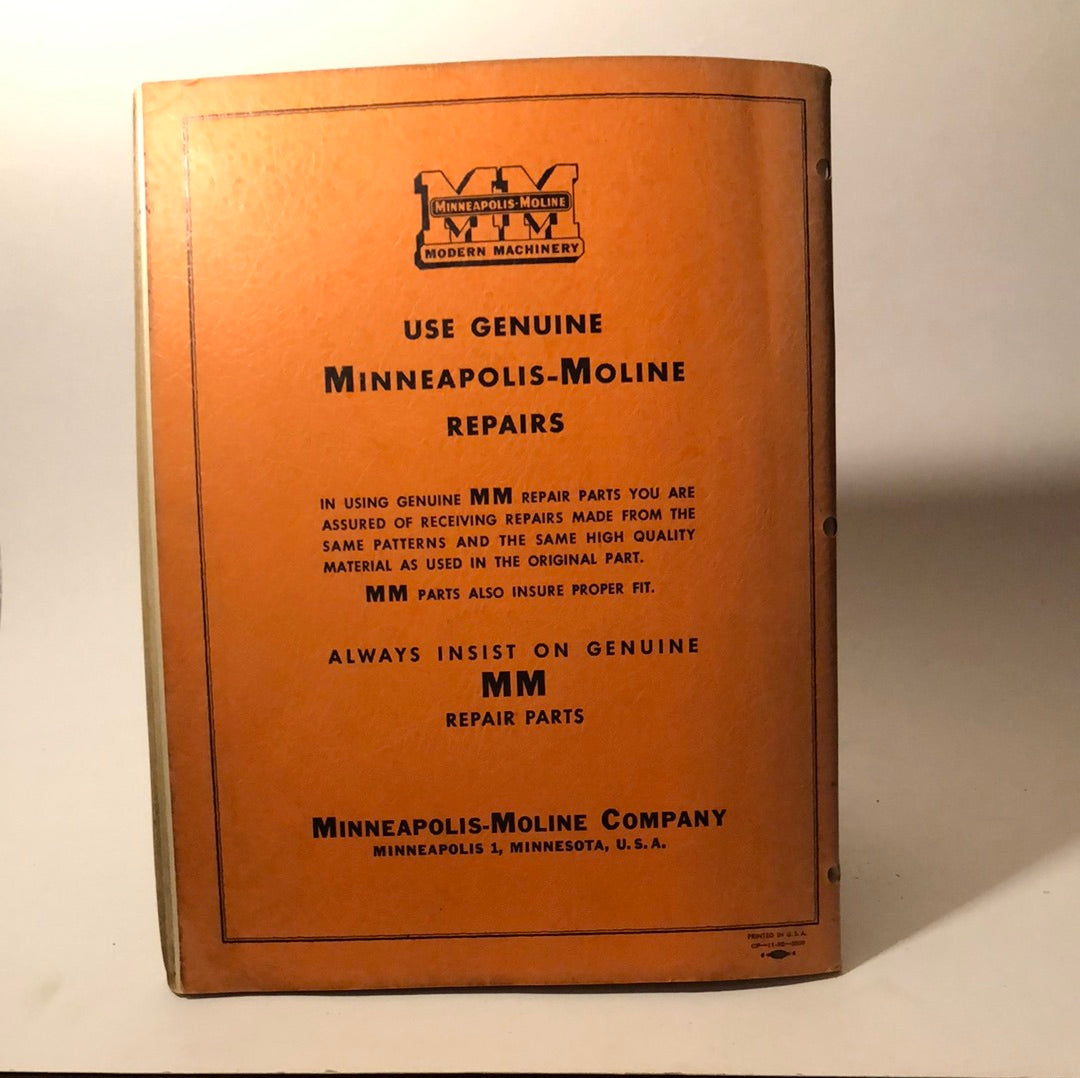 MM
MINNEAPOLIS-MOLINE
MODERN MACHINERY
USE GENUINE
MINNEAPOLIS-MOLINE
REPAIRS
IN USING GENUINE MM REPAIR PARTS YOU ARE
ASSURED OF RECEIVING REPAIRS MADE FROM THE
SAME PATTERNS AND THE SAME HIGH QUALITY
MATERIAL AS USED IN THE ORIGINAL PART.
MM PARTS ALSO INSURE PROPER FIT.
ALWAYS INSIST ON GENUINE
MM
REPAIR PARTS
MINNEAPOLIS-MOLINE COMPANY
MINNEAPOLIS 1, MINNESOTA, U.S.A.
PRINTED IN U.S.A.